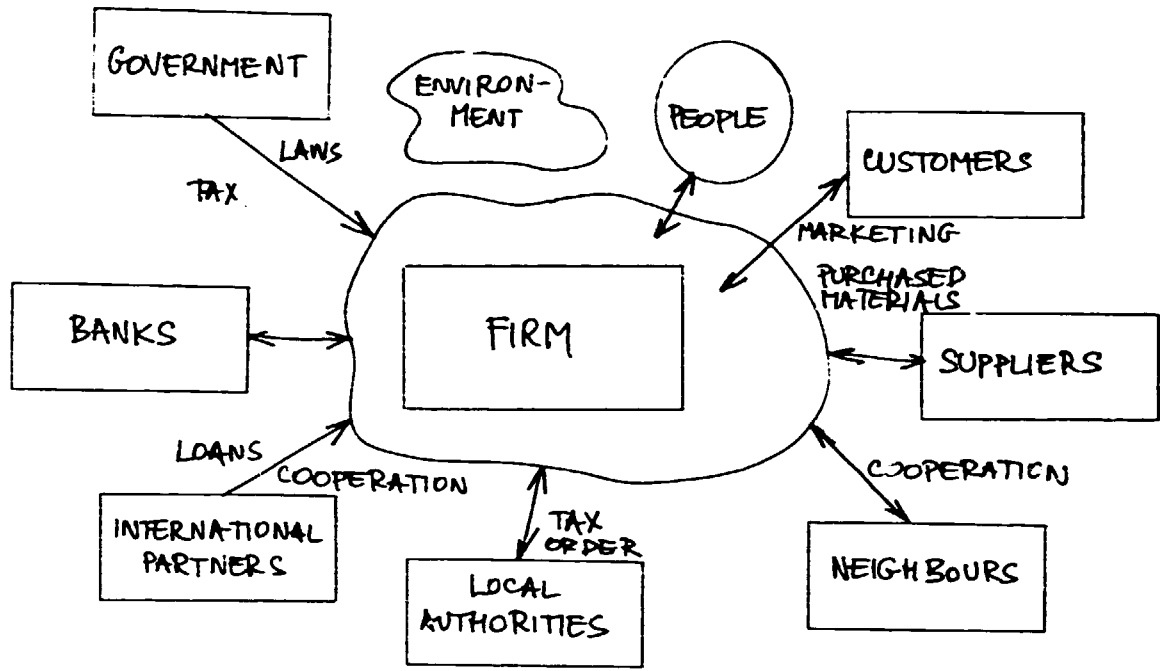 GOVERNMENT
ENVIRON-
MENT
PEOPLE
LAWS
TAX
CUSTOMERS
MARKETING
PURCHASED
MATERIALS
BANKS
FIRM
SUPPLIERS
LOANS
COOPERATION
COOPERATION
INTERNATIONAL
PARTNERS
TAX
ORDER
LOCAL
AUTHORITIES
NEIGHBOURS